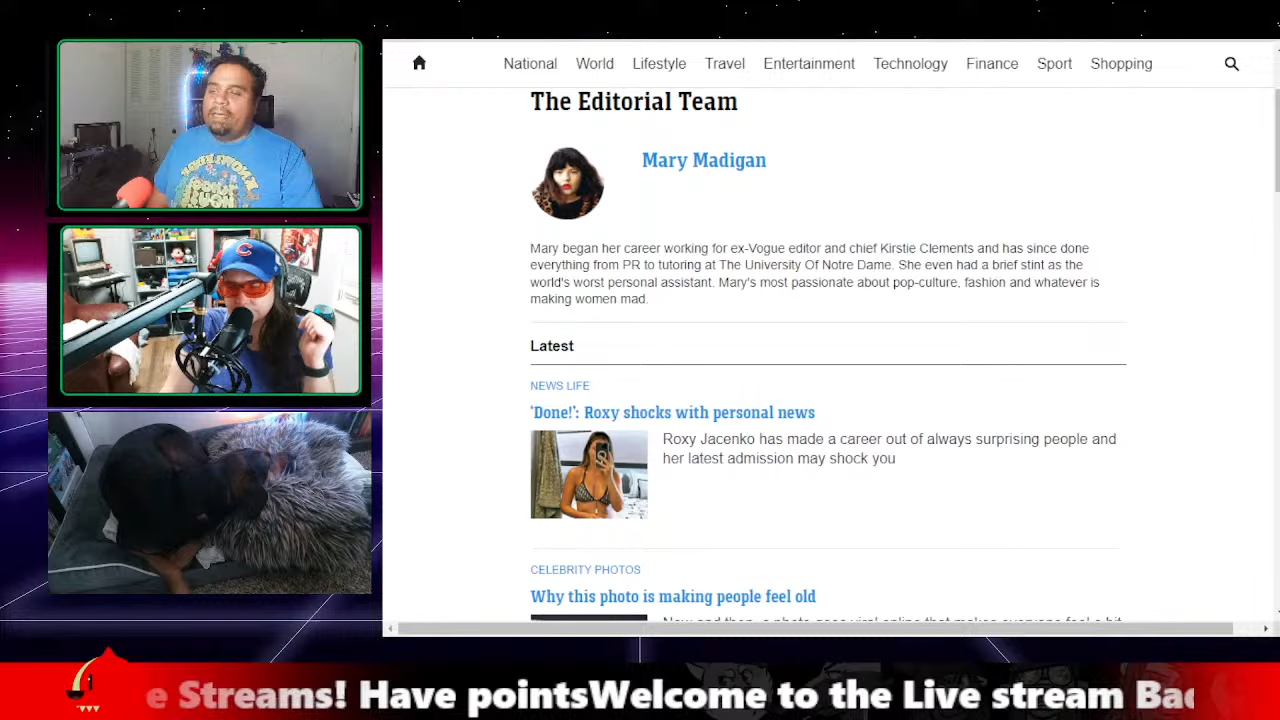 National World Lifestyle Travel Entertainment Technology Finance Sport Shopping
The Editorial Team
Mary Madigan
Mary began her career working for ex-Vogue editor and chief Kirstie Clements and has since done
everything from PR to tutoring at The University Of Notre Dame. She even had a brief stint as the
world's worst personal assistant. Mary's most passionate about pop-culture, fashion and whatever is
making women mad.
Latest
NEWS LIFE
'Done!': Roxy shocks with personal news
Roxy Jacenko has made a career out of always surprising people and
her latest admission may shock you
CELEBRITY PHOTOS
Why this photo is making people feel old
C
e Streams! Have pointsWelcome to the Live stream Bac